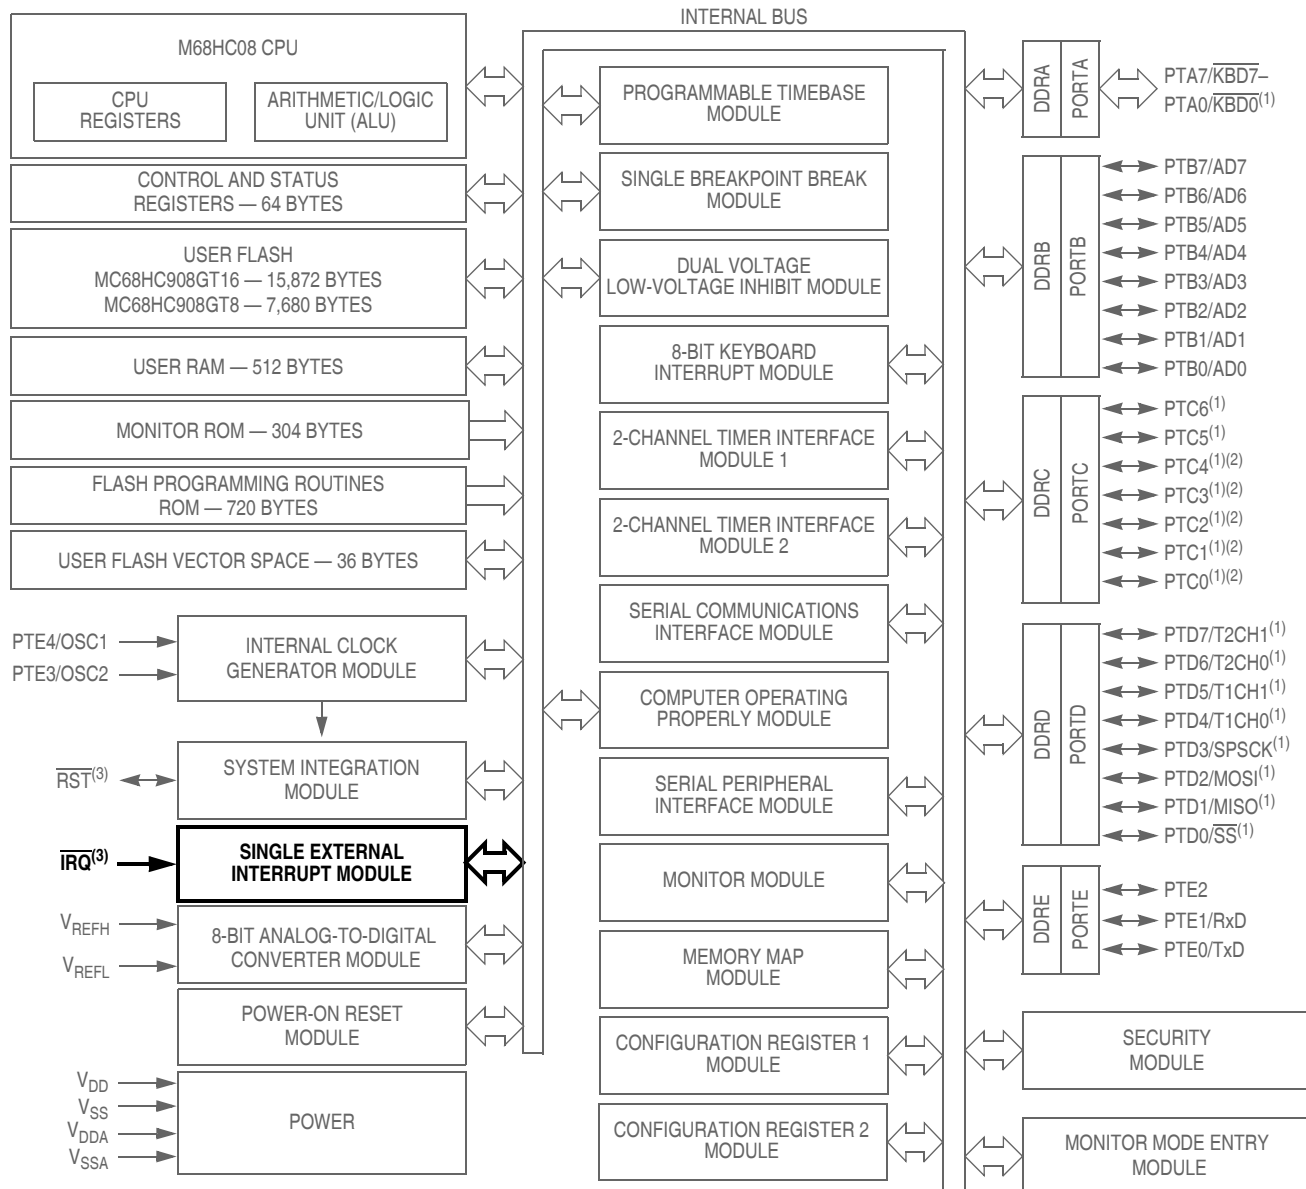 INTERNAL BUS
M68HC08 CPU
CPU
REGISTERS
ARITHMETIC/LOGIC
UNIT (ALU)
CONTROL AND STATUS
REGISTERS — 64 BYTES
USER FLASH
MC68HC908GT16 — 15,872 BYTES
MC68HC908GT8 — 7,680 BYTES
USER RAM — 512 BYTES
MONITOR ROM — 304 BYTES
FLASH PROGRAMMING ROUTINES
ROM — 720 BYTES
USER FLASH VECTOR SPACE — 36 BYTES
PTE4/OSC1
PTE3/OSC2
INTERNAL CLOCK
GENERATOR MODULE
RST(3)
SYSTEM INTEGRATION
MODULE
IRQ(3)
SINGLE EXTERNAL
INTERRUPT MODULE
VREFH
VREFL
8-BIT ANALOG-TO-DIGITAL
CONVERTER MODULE
POWER-ON RESET
MODULE
VDD
VSS
VDDA
VSSA
POWER
PROGRAMMABLE TIMEBASE
MODULE
SINGLE BREAKPOINT BREAK
MODULE
DUAL VOLTAGE
LOW-VOLTAGE INHIBIT MODULE
8-BIT KEYBOARD
INTERRUPT MODULE
2-CHANNEL TIMER INTERFACE
MODULE 1
2-CHANNEL TIMER INTERFACE
MODULE 2
SERIAL COMMUNICATIONS
INTERFACE MODULE
COMPUTER OPERATING
PROPERLY MODULE
SERIAL PERIPHERAL
INTERFACE MODULE
MONITOR MODULE
MEMORY MAP
MODULE
CONFIGURATION REGISTER 1
MODULE
CONFIGURATION REGISTER 2
MODULE
DDRA
PORTA
PTA7/KBD7–
PTA0/KBD0(1)
DDRB
PORTB
PTB7/AD7
PTB6/AD6
PTB5/AD5
PTB4/AD4
PTB3/AD3
PTB2/AD2
PTB1/AD1
PTB0/AD0
DDRC
PORTC
PTC6(1)
PTC5(1)
PTC4(1)(2)
PTC3(1)(2)
PTC2(1)(2)
PTC1(1)(2)
PTC0(1)(2)
DDRD
PORTD
PTD7/T2CH1(1)
PTD6/T2CH0(1)
PTD5/T1CH1(1)
PTD4/T1CH0(1)
PTD3/SPSCK(1)
PTD2/MOSI(1)
PTD1/MISO(1)
PTD0/SS(1)
DDRE
PORTE
PTE2
PTE1/RxD
PTE0/TxD
SECURITY
MODULE
MONITOR MODE ENTRY
MODULE